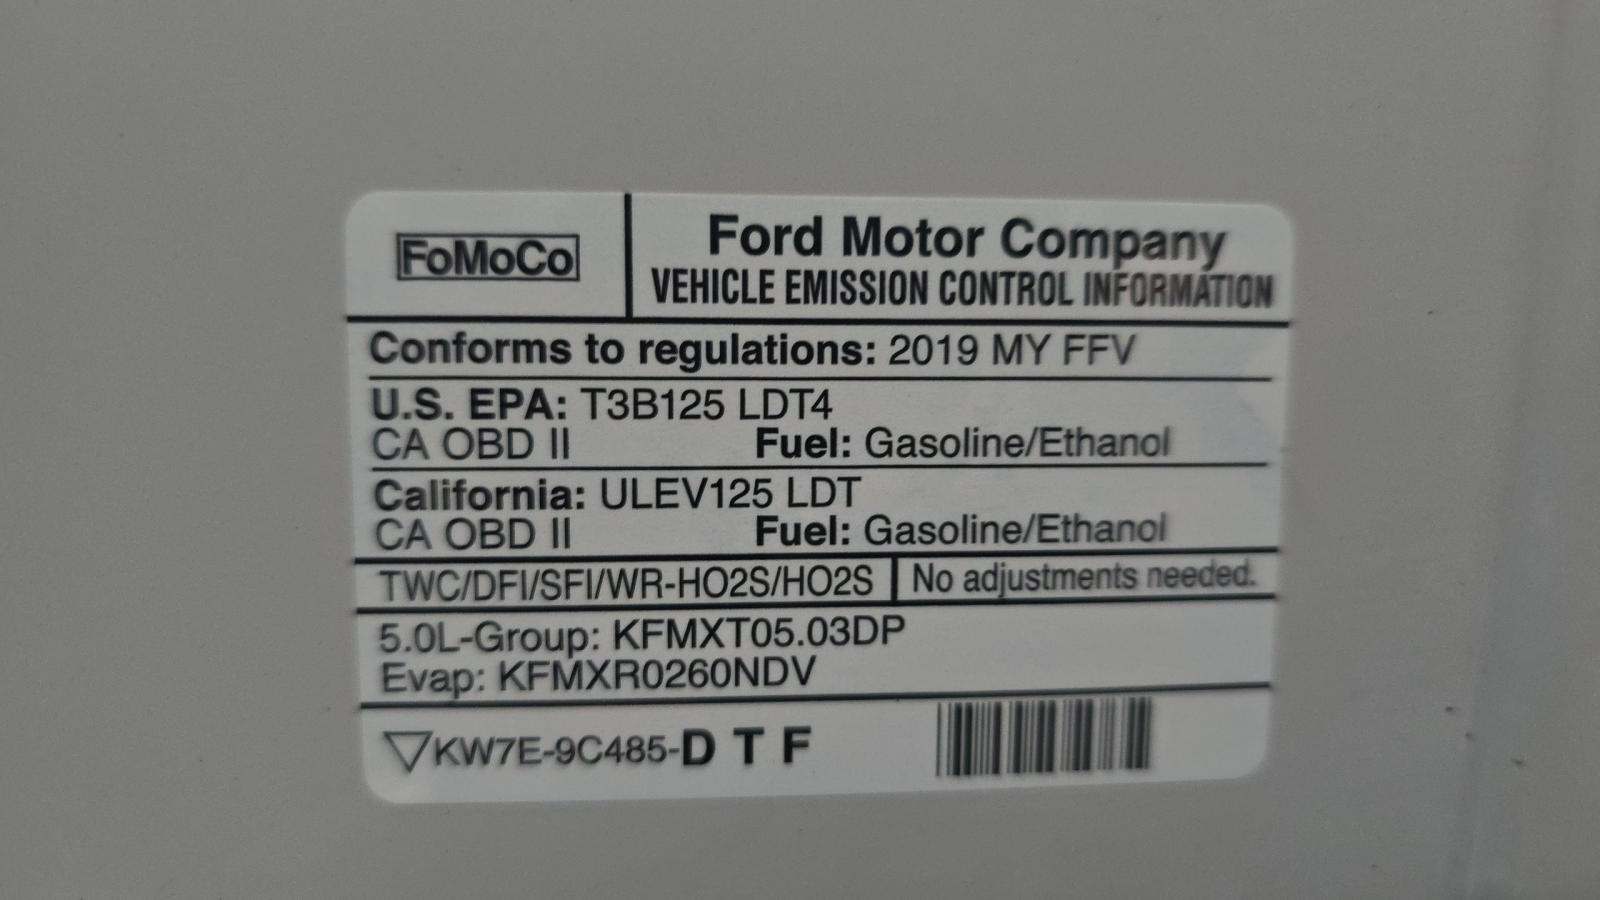 FoMoCo
Ford Motor Company
VEHICLE EMISSION CONTROL INFORMATION
Conforms to regulations: 2019 MY FFV
U.S. EPA: T3B125 LDT4
CA OBD II Fuel: Gasoline/Ethanol
California: ULEV125 LDT
CA OBD II Fuel: Gasoline/Ethanol
TWC/DFI/SFI/WR-HO2S/HO2S No adjustments needed.
5.0L-Group: KFMXT05.03DP
Evap: KFMXR0260NDV
▽KW7E-9C485-D T F